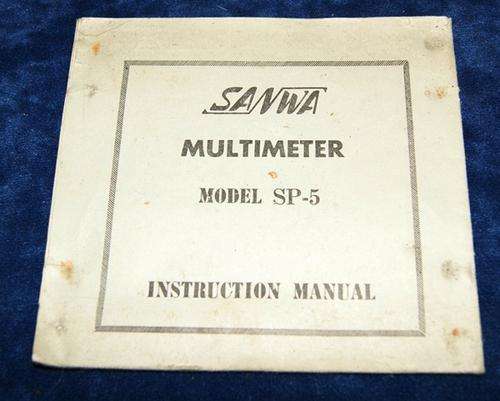 SANWA
MULTIMETER
MODEL SP-5
INSTRUCTION MANUAL